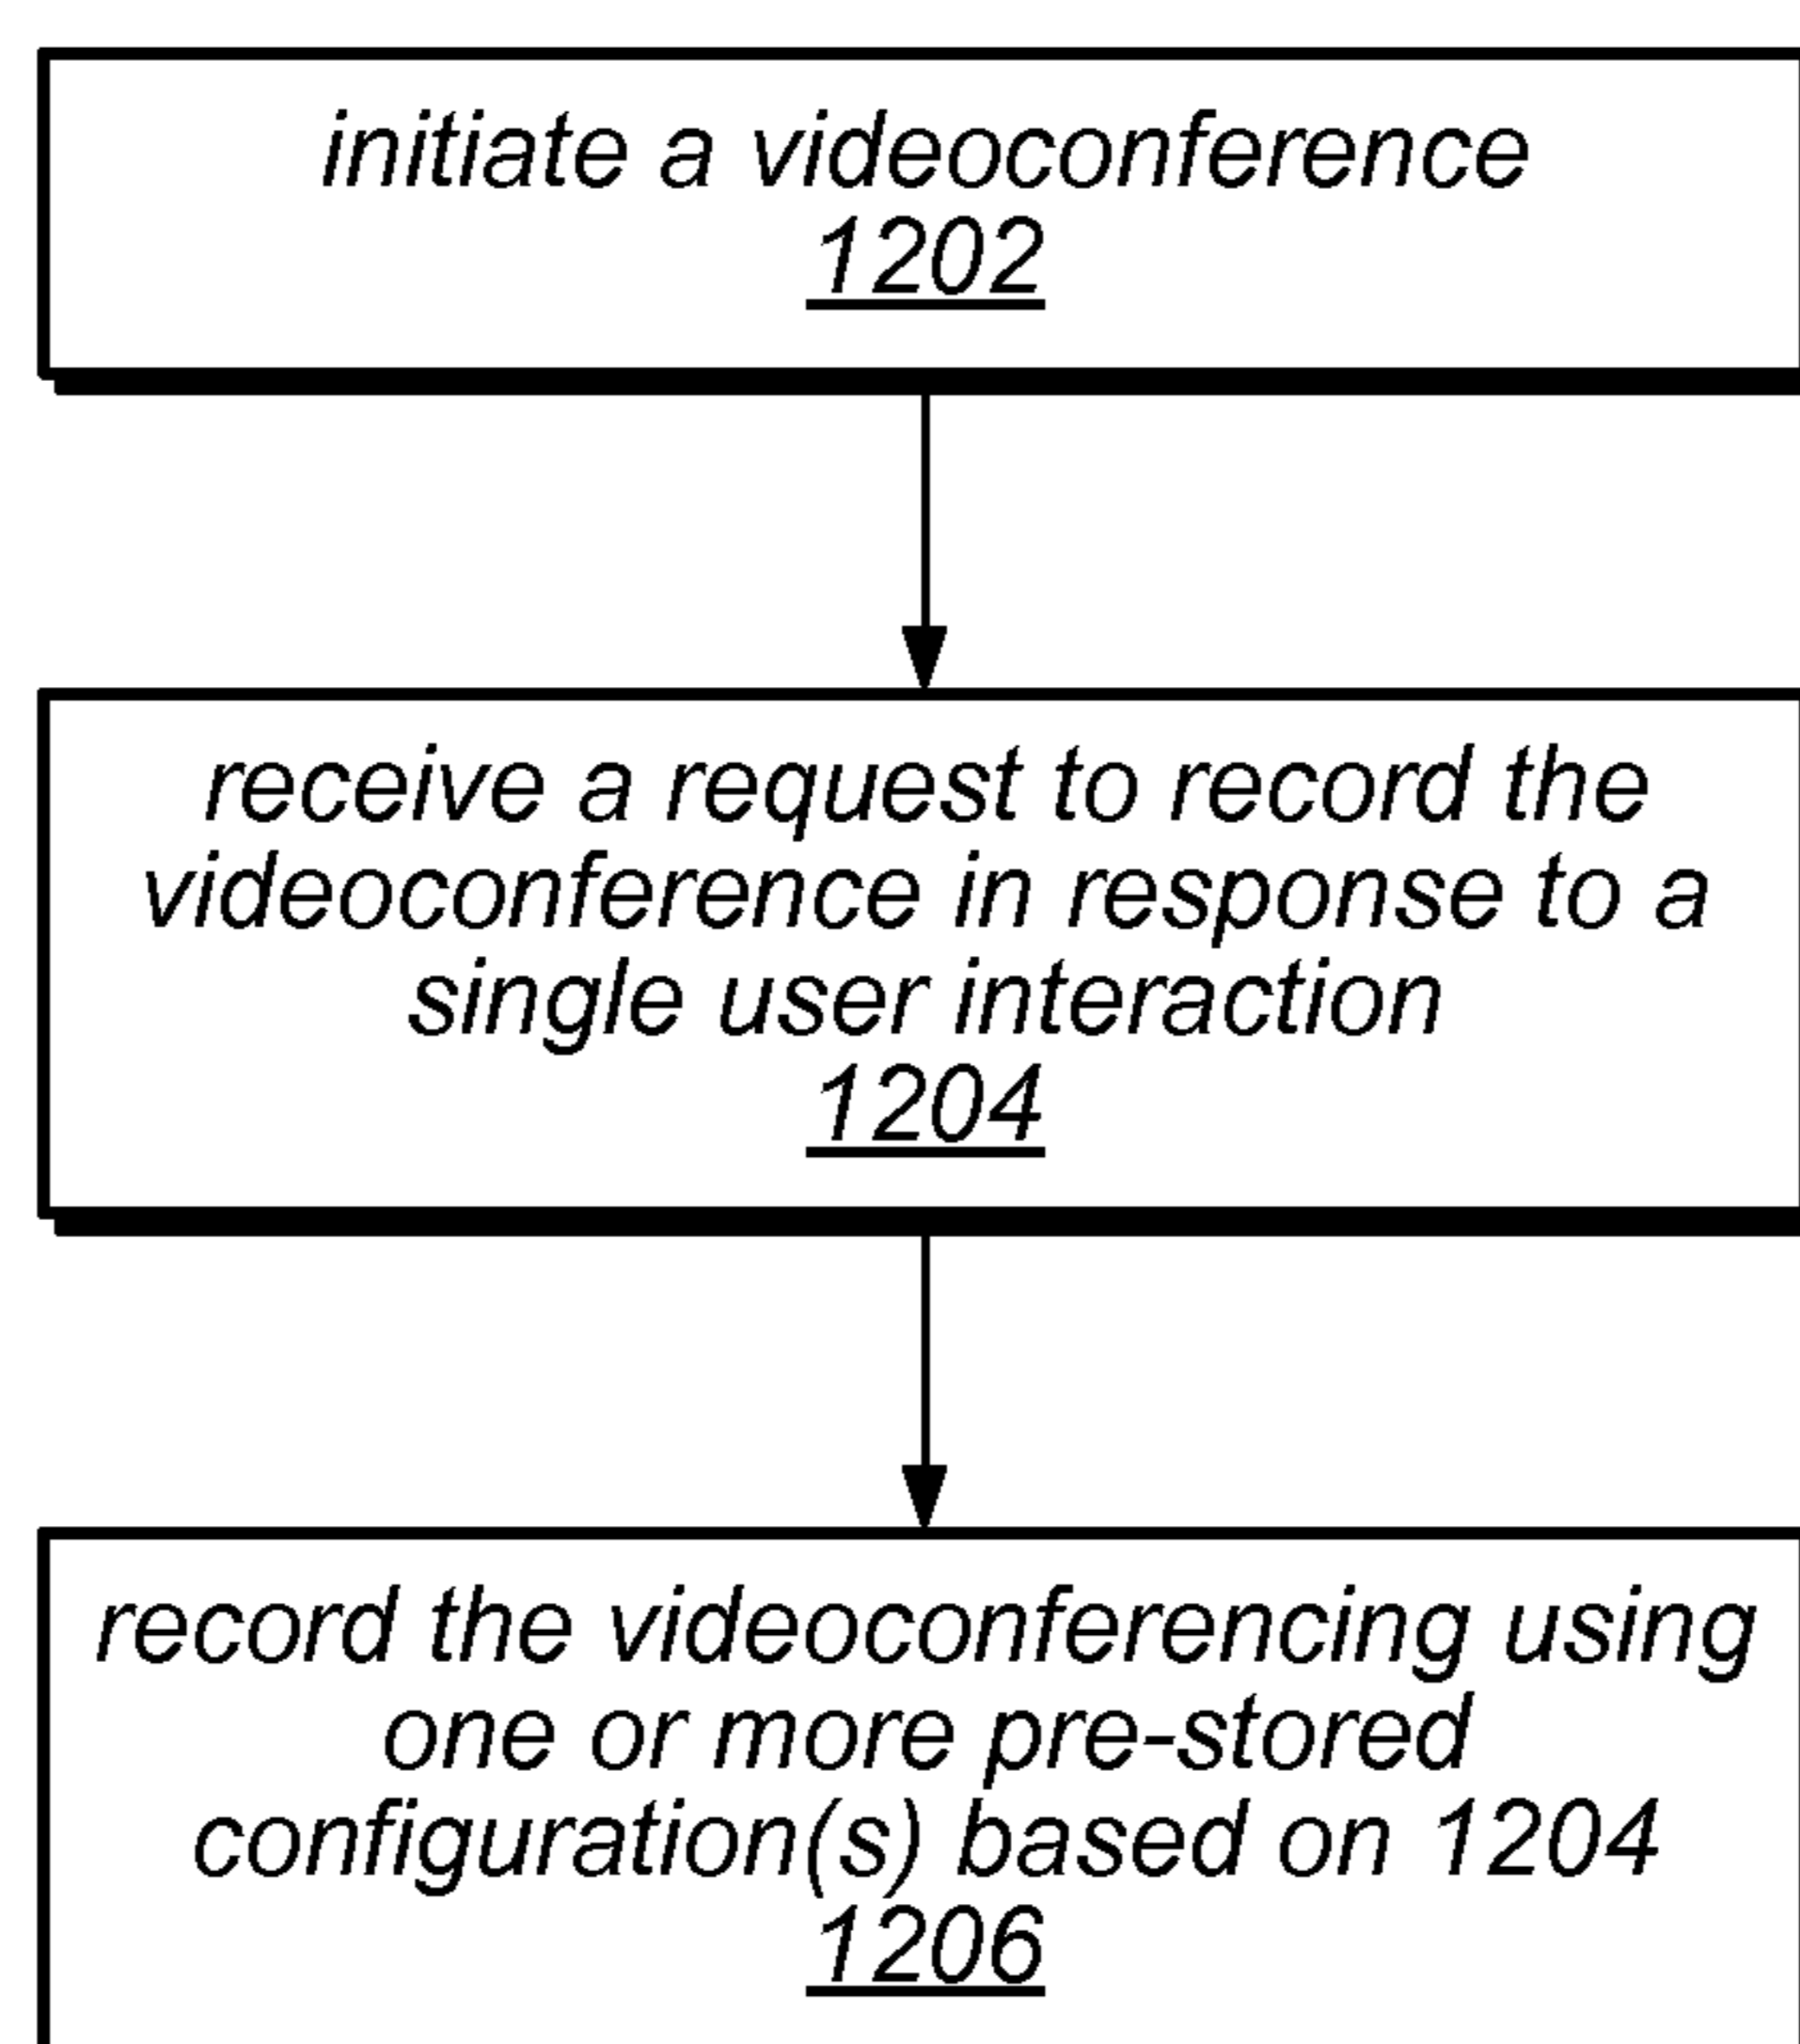 initiate a videoconference
1202
receive a request to record the
videoconference in response to a
single user interaction
1204
record the videoconferencing using
one or more pre-stored
configuration(s) based on 1204
1206